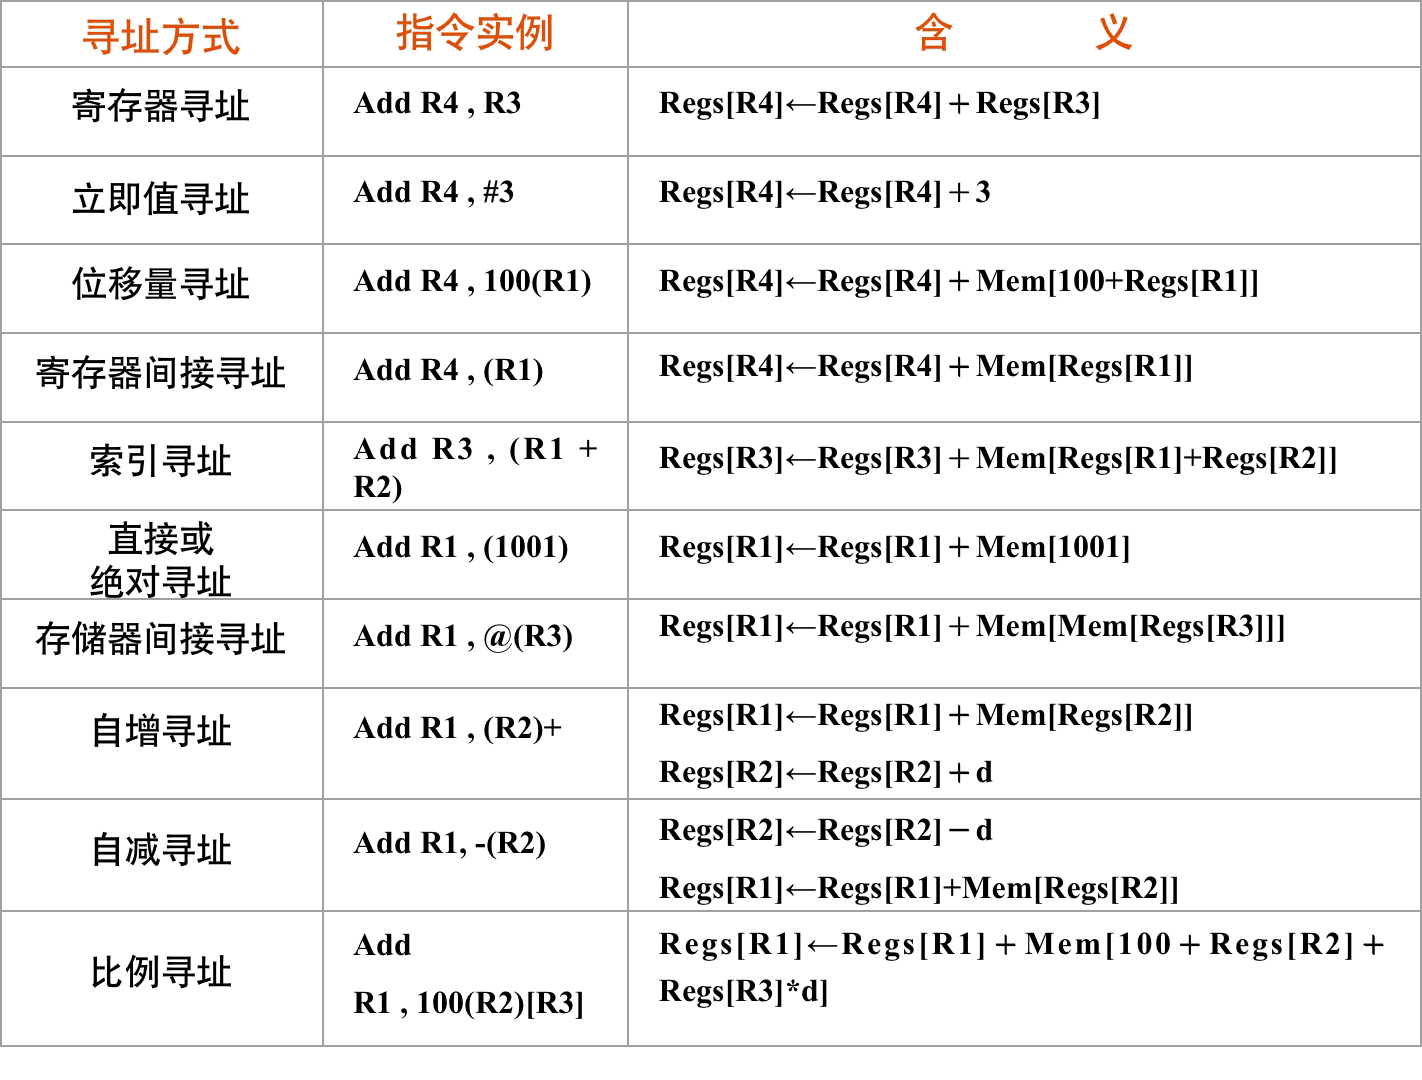 寻址方式 指令实例 含 义
寄存器寻址 Add R4 , R3 Regs[R4]←Regs[R4]＋Regs[R3]
立即值寻址 Add R4 , #3 Regs[R4]←Regs[R4]＋3
位移量寻址 Add R4 , 100(R1) Regs[R4]←Regs[R4]＋Mem[100+Regs[R1]]
寄存器间接寻址 Add R4 , (R1) Regs[R4]←Regs[R4]＋Mem[Regs[R1]]
索引寻址 Add R3 , (R1 +
R2) Regs[R3]←Regs[R3]＋Mem[Regs[R1]+Regs[R2]]
直接或
绝对寻址 Add R1 , (1001) Regs[R1]←Regs[R1]＋Mem[1001]
存储器间接寻址 Add R1 , @(R3) Regs[R1]←Regs[R1]＋Mem[Mem[Regs[R3]]]
自增寻址 Add R1 , (R2)+ Regs[R1]←Regs[R1]＋Mem[Regs[R2]]
Regs[R2]←Regs[R2]＋d
自减寻址 Add R1, -(R2) Regs[R2]←Regs[R2]－d
Regs[R1]←Regs[R1]+Mem[Regs[R2]]
比例寻址 Add
R1 , 100(R2)[R3] Regs[R1]←Regs[R1]＋Mem[100＋Regs[R2]＋
Regs[R3]*d]